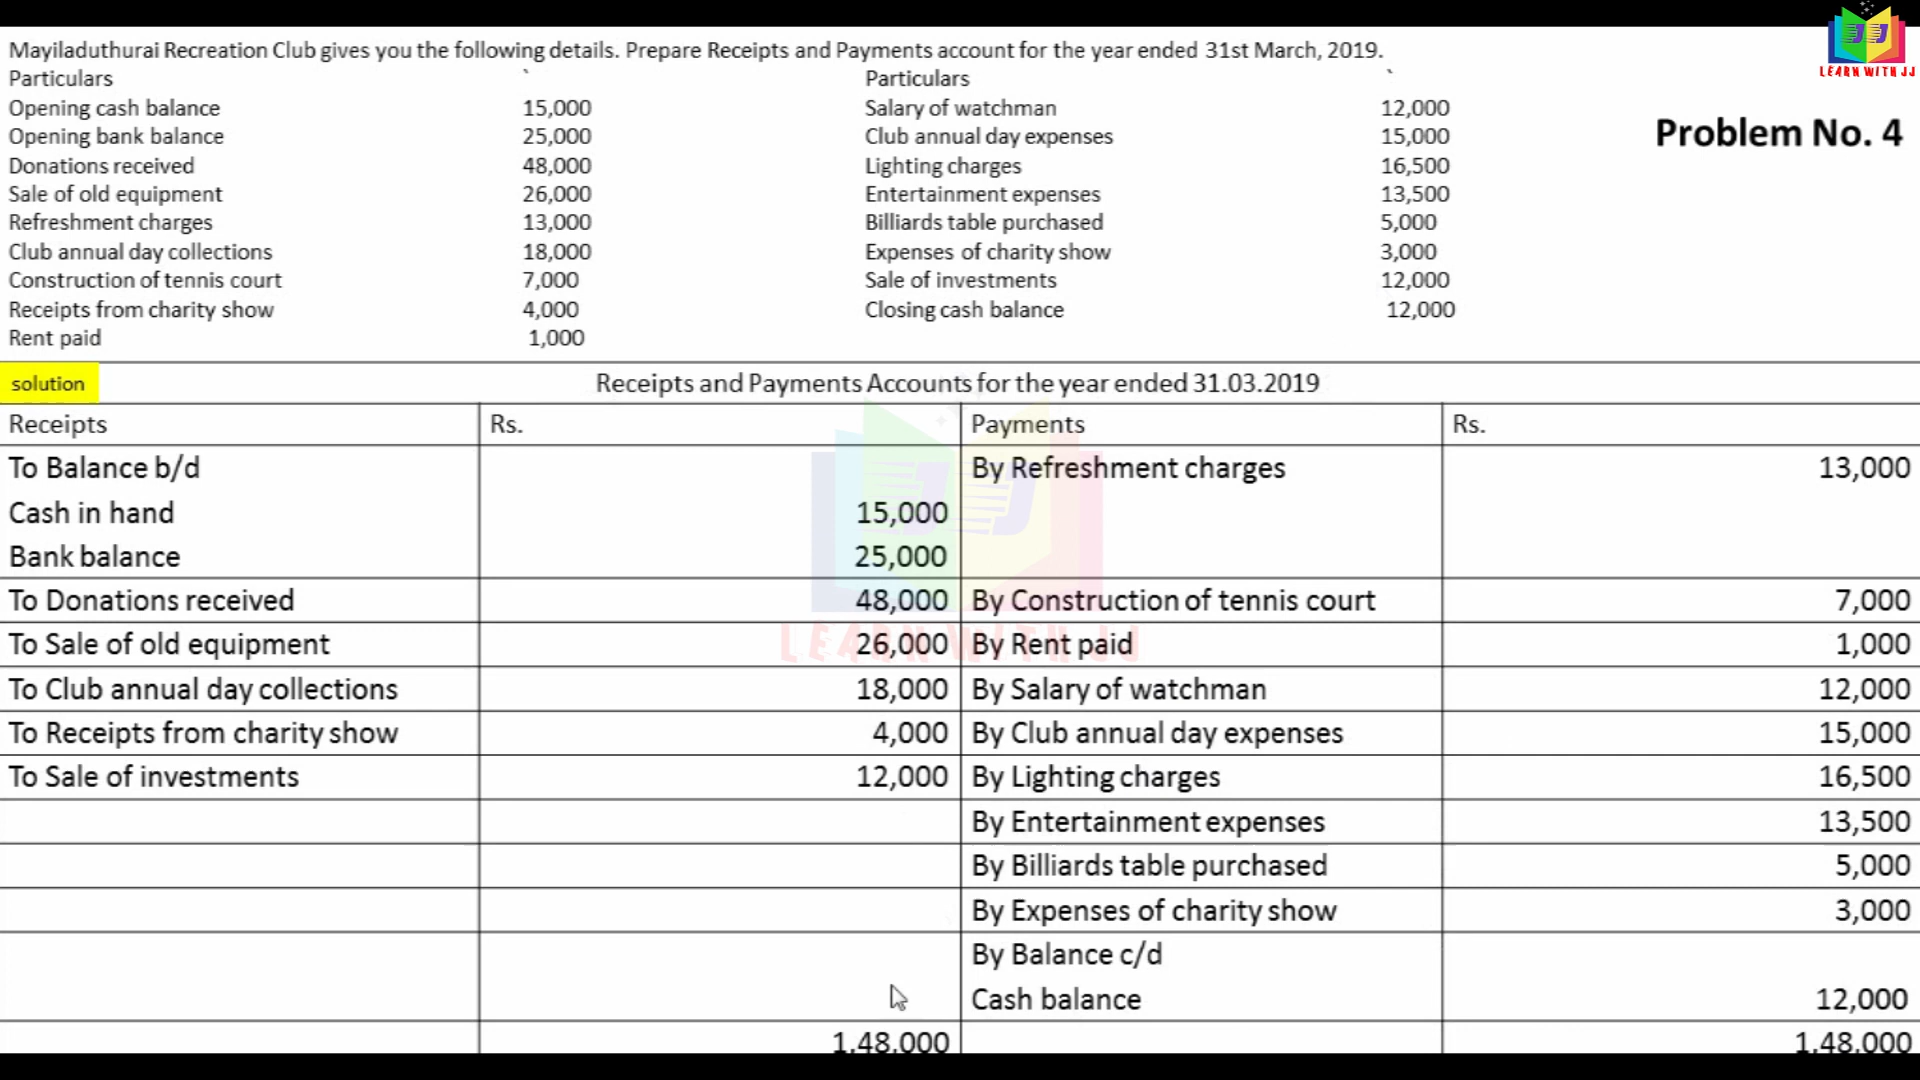 LEARN WITH JJ
Mayiladuthurai Recreation Club gives you the following details. Prepare Receipts and Payments account for the year ended 31st March, 2019.
Particulars ` Particulars `
Opening cash balance 15,000 Salary of watchman 12,000
Problem No. 4
Opening bank balance 25,000 Club annual day expenses 15,000
Donations received 48,000 Lighting charges 16,500
Sale of old equipment 26,000 Entertainment expenses 13,500
Refreshment charges 13,000 Billiards table purchased 5,000
Club annual day collections 18,000 Expenses of charity show 3,000
Construction of tennis court 7,000 Sale of investments 12,000
Receipts from charity show 4,000 Closing cash balance 12,000
Rent paid 1,000
solution Receipts and Payments Accounts for the year ended 31.03.2019
Receipts Rs. Payments Rs.
To Balance b/d By Refreshment charges 13,000
Cash in hand 15,000
Bank balance 25,000
To Donations received 48,000 By Construction of tennis court 7,000
To Sale of old equipment 26,000 By Rent paid 1,000
LEARN WITH JJ
To Club annual day collections 18,000 By Salary of watchman 12,000
To Receipts from charity show 4,000 By Club annual day expenses 15,000
To Sale of investments 12,000 By Lighting charges 16,500
By Entertainment expenses 13,500
By Billiards table purchased 5,000
By Expenses of charity show 3,000
By Balance c/d
Cash balance 12,000
1,48,000 1,48,000